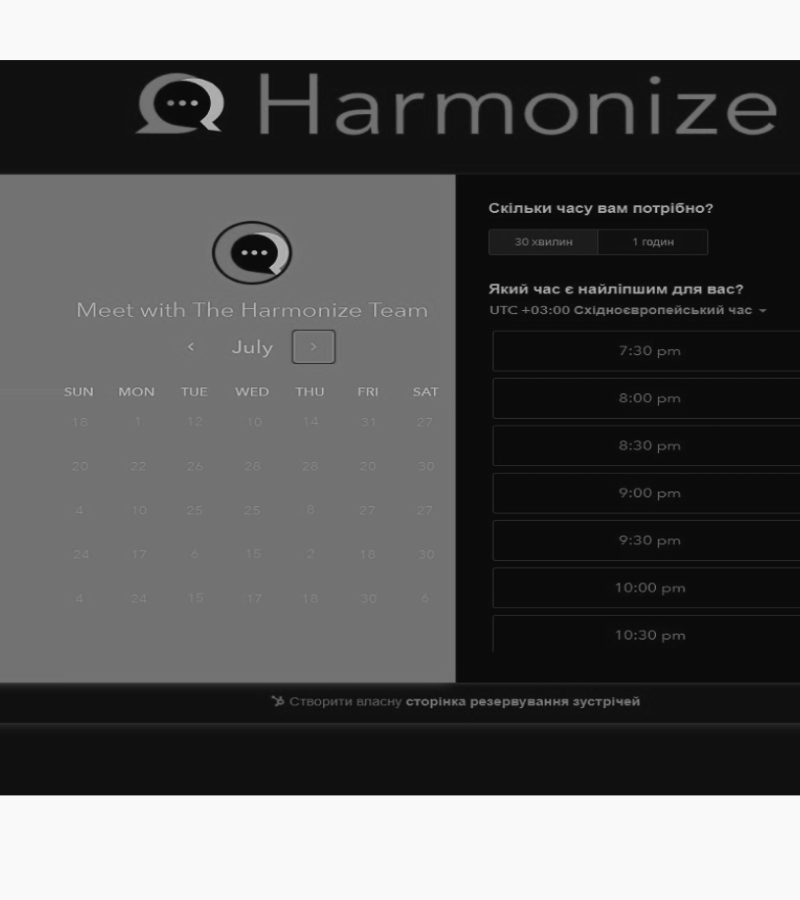 Harmonize
Meet with The Harmonize Team
July
SUN MON TUE WED THU FRI SAT
18 1 12 10 14 31 27
20 22 26 28 28 20 30
4 10 25 25 8 27 27
24 17 6 15 2 18 30
4 24 15 17 18 30 6
Скільки часу вам потрібно?
30 хвилин 1 годин
Який час є найліпшим для вас?
UTC +03:00 Східноєвропейський час
7:30 pm
8:00 pm
8:30 pm
9:00 pm
9:30 pm
10:00 pm
10:30 pm
Створити власну сторінка резервування зустрічей